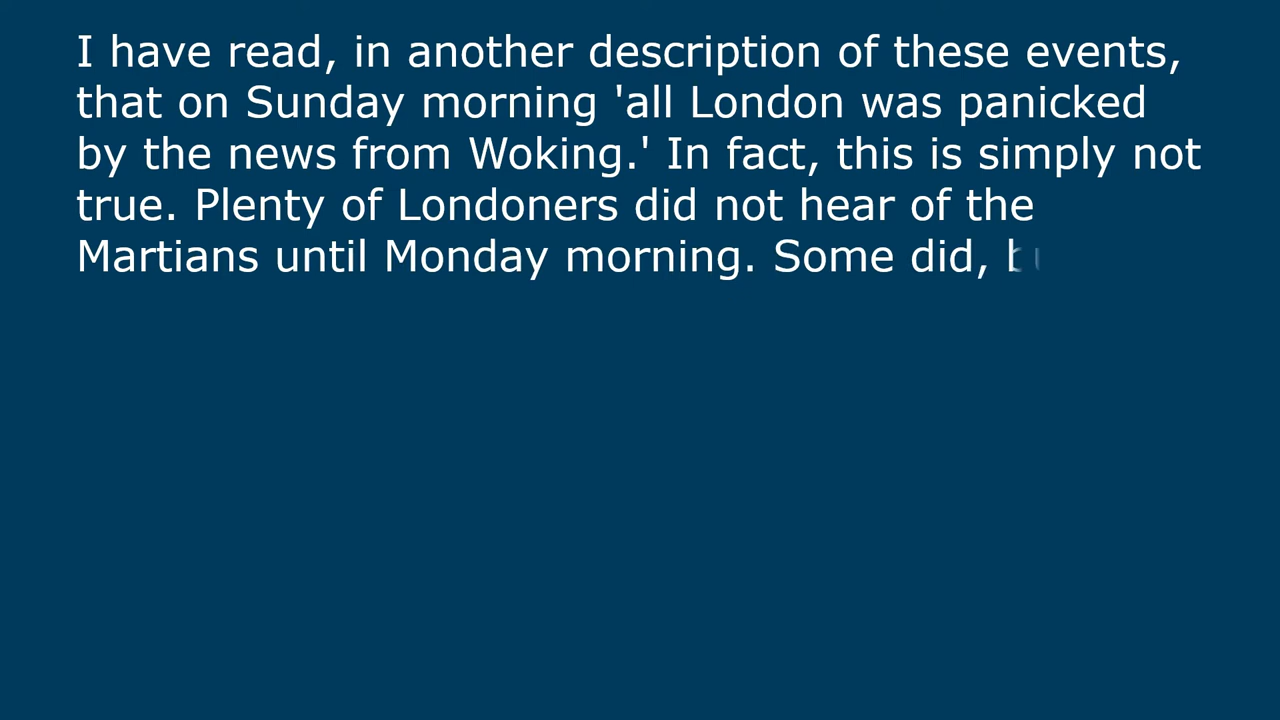 I have read, in another description of these events,
that on Sunday morning 'all London was panicked
by the news from Woking.' In fact, this is simply not
true. Plenty of Londoners did not hear of the
Martians until Monday morning. Some did,